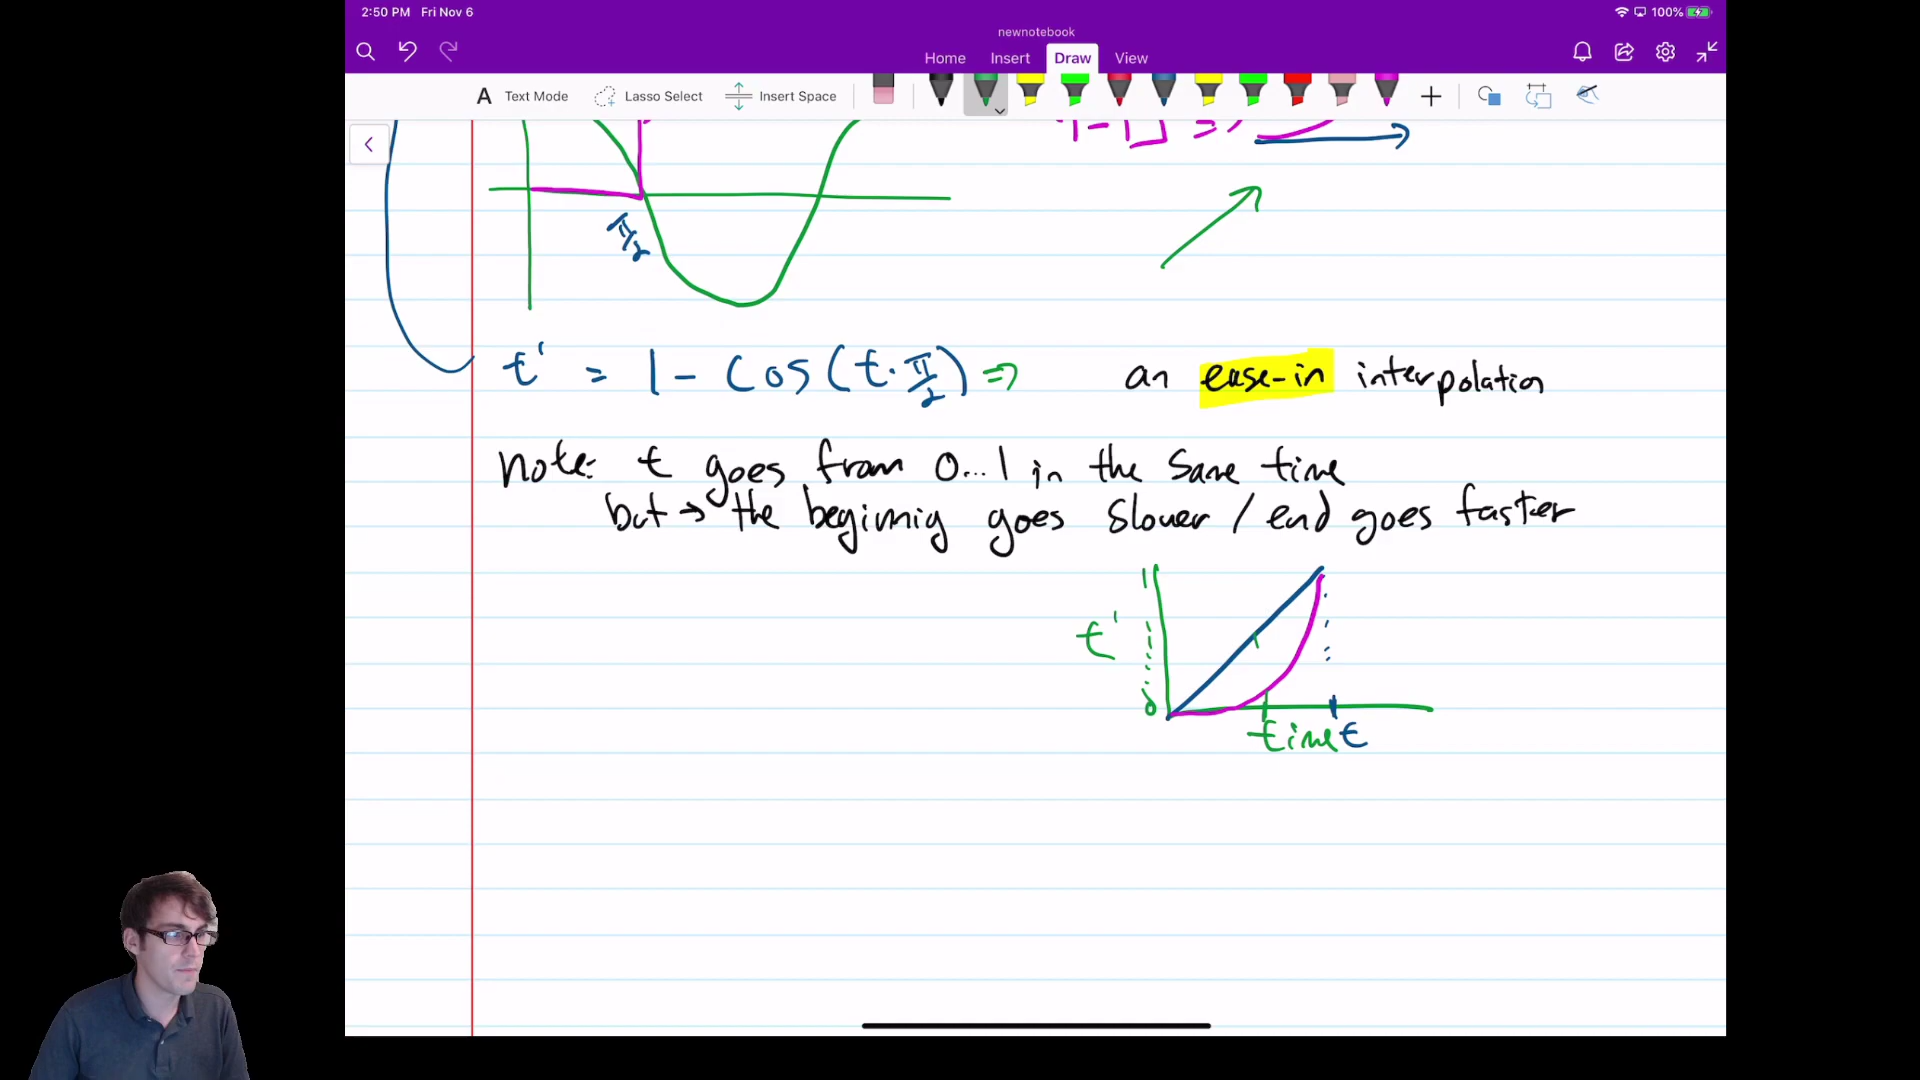 2:50 PM Fri Nov 6
100%
newnotebook
Home Insert Draw View
A Text Mode Lasso Select Insert Space
π/2
t' = 1 - Cos(t·π/2) => an ease-in interpolation
note: t goes from 0...1 in the same time
but → the beginnig goes slower / end goes faster
1
t'
0
time t